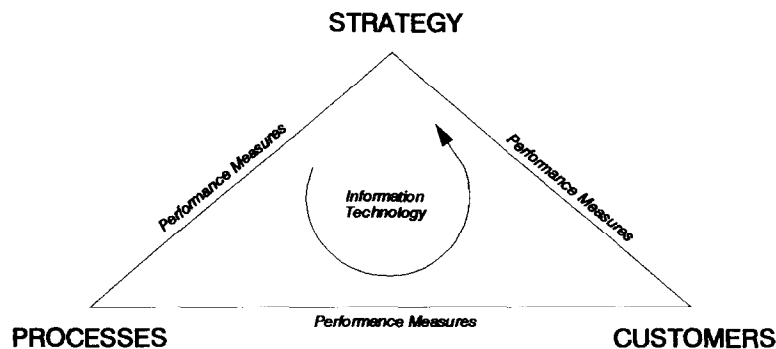 STRATEGY
Performance Measures
Performance Measures
Information
Technology
Performance Measures
PROCESSES
CUSTOMERS